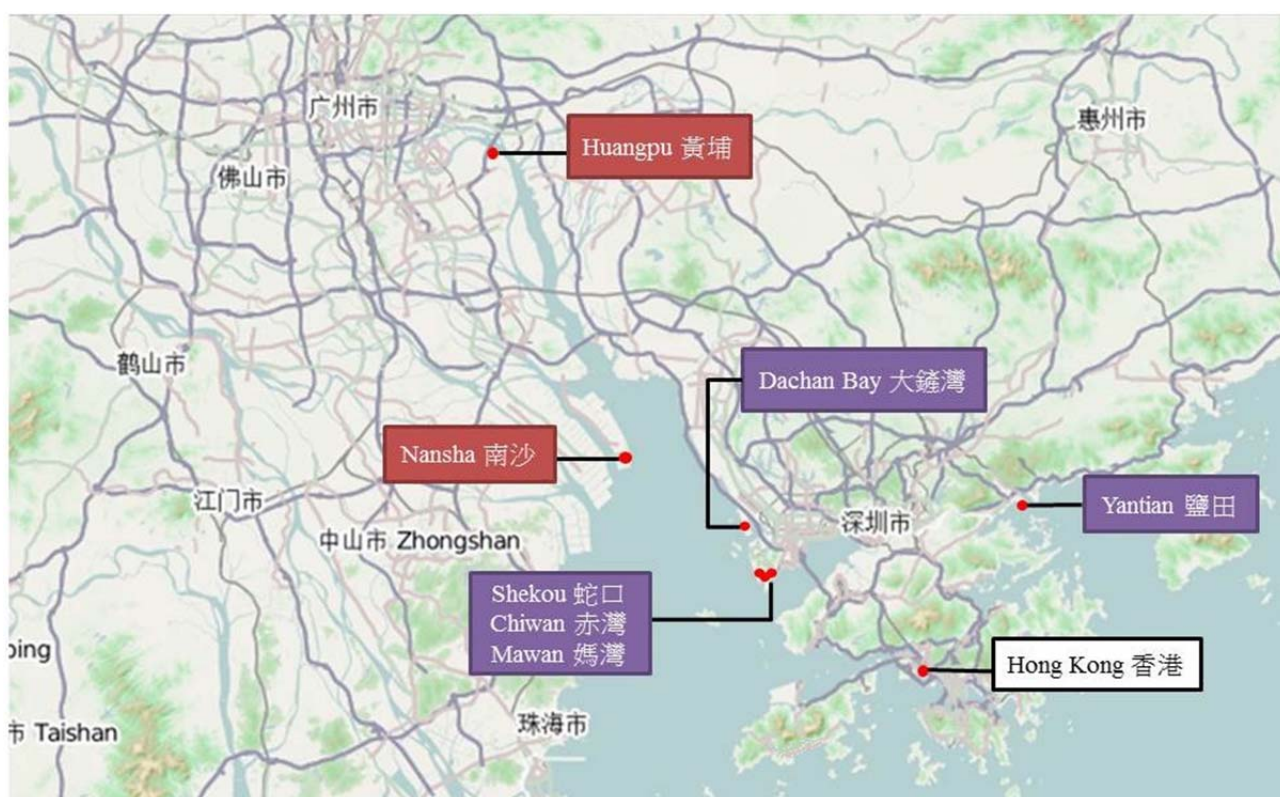 广州市
惠州市
Huangpu 黃埔
佛山市
鹤山市
Dachan Bay 大鏟灣
Nansha 南沙
江门市
Yantian 鹽田
深圳市
中山市 Zhongshan
Shekou 蛇口
Chiwan 赤灣
Mawan 媽灣
ping
Hong Kong 香港
市 Taishan
珠海市